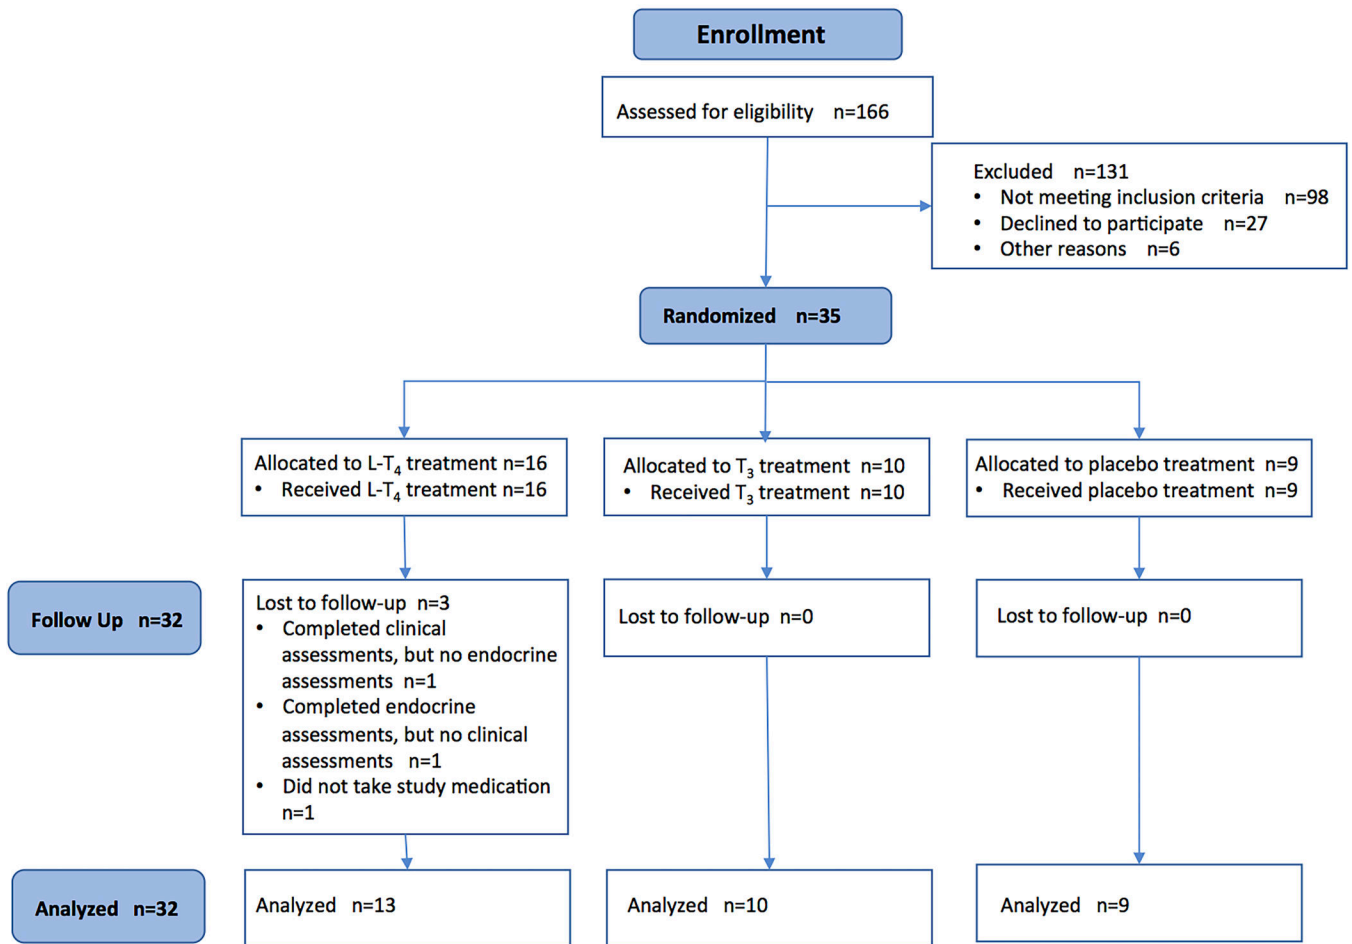 Enrollment
Assessed for eligibility n=166
Excluded n=131
• Not meeting inclusion criteria n=98
• Declined to participate n=27
• Other reasons n=6
Randomized n=35
Allocated to L-T₄ treatment n=16
• Received L-T₄ treatment n=16
Allocated to T₃ treatment n=10
• Received T₃ treatment n=10
Allocated to placebo treatment n=9
• Received placebo treatment n=9
Follow Up n=32
Lost to follow-up n=3
• Completed clinical
assessments, but no endocrine
assessments n=1
• Completed endocrine
assessments, but no clinical
assessments n=1
• Did not take study medication
n=1
Lost to follow-up n=0
Lost to follow-up n=0
Analyzed n=32
Analyzed n=13
Analyzed n=10
Analyzed n=9